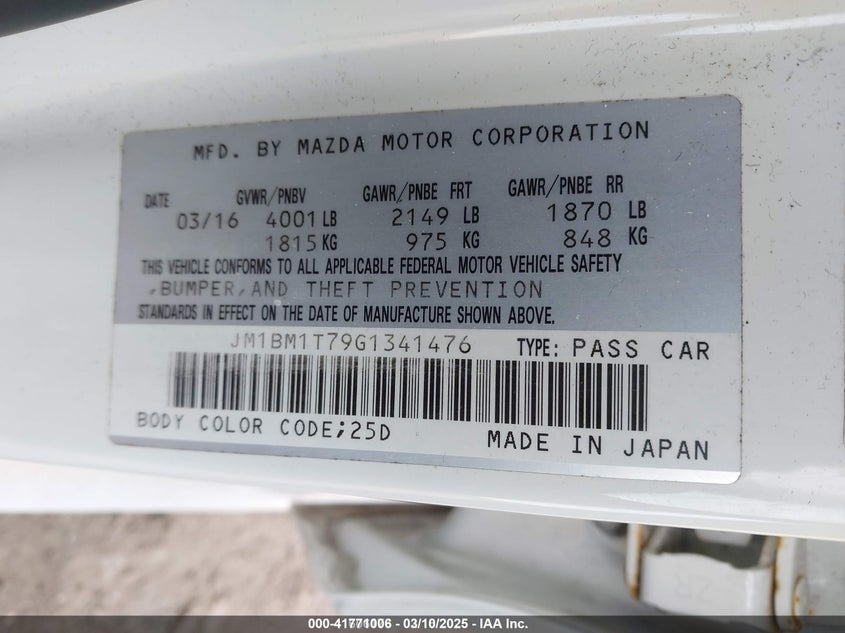 MFD. BY MAZDA MOTOR CORPORATION
DATE GVWR/PNBV GAWR/PNBE FRT GAWR/PNBE RR
03/16 4001 LB 2149 LB 1870 LB
1815 KG 975 KG 848 KG
THIS VEHICLE CONFORMS TO ALL APPLICABLE FEDERAL MOTOR VEHICLE SAFETY
,BUMPER,AND THEFT PREVENTION
STANDARDS IN EFFECT ON THE DATE OF MANUFACTURE SHOWN ABOVE.
JM1BM1T79G1341476 TYPE: PASS CAR
BODY COLOR CODE;25D MADE IN JAPAN
000-41771006 - 03/10/2025 - IAA Inc.